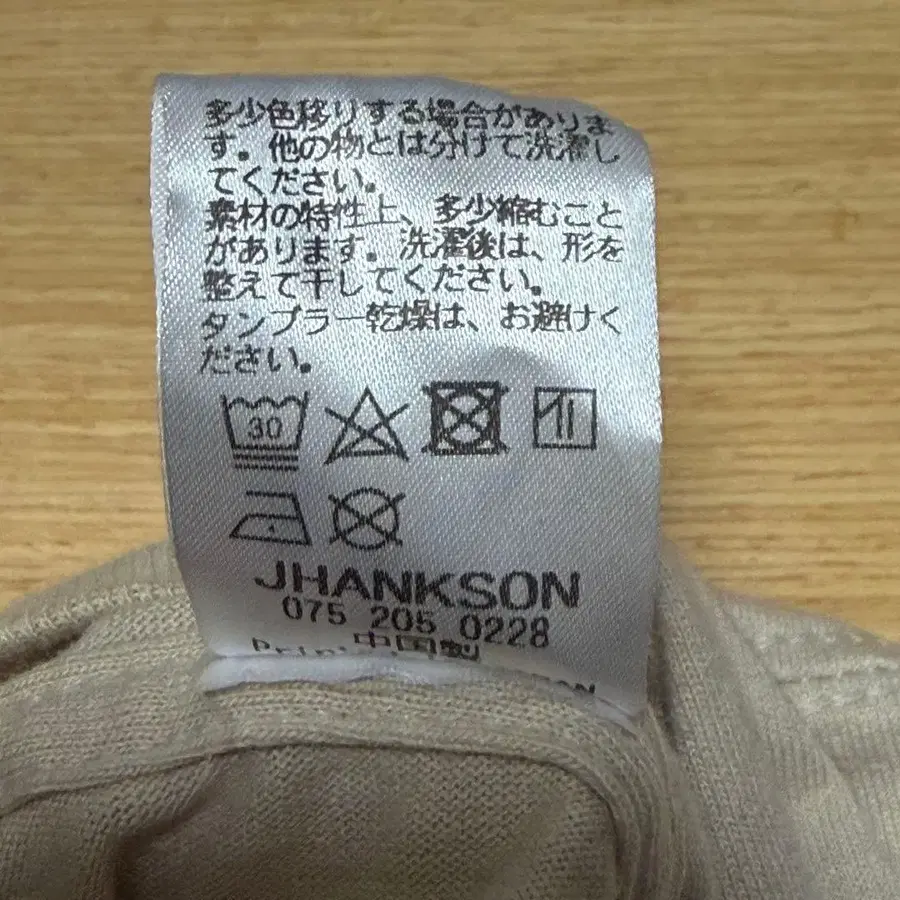 多少色移りする場合がありま
す。他の物とは分けて洗濯し
てください。
素材の特性上、多少縮むこと
があります。洗濯後は、形を
整えて干してください。
タンブラー乾燥は、お避けく
ださい。
30
JHANKSON
075 205 0228
中国製